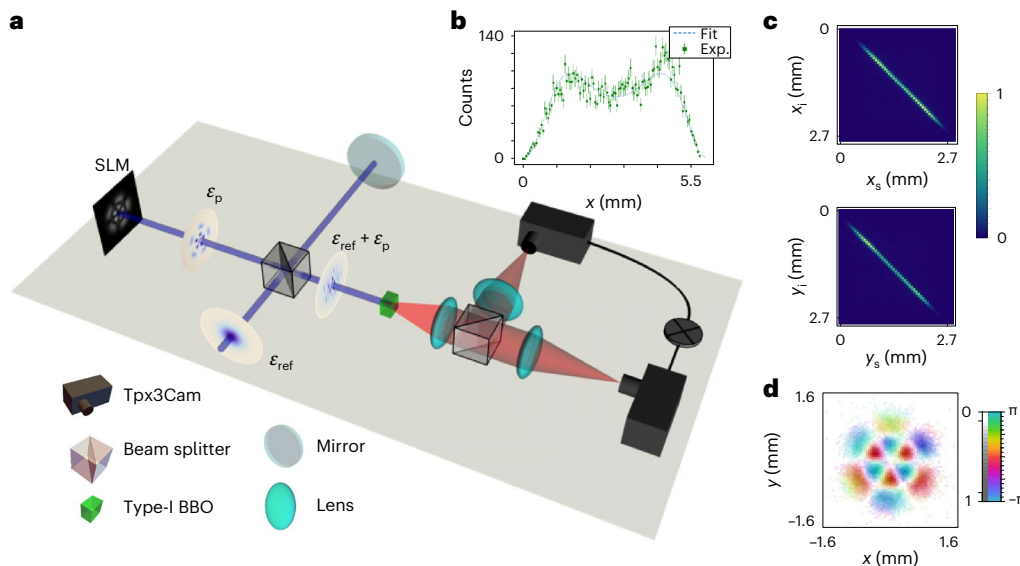 a
SLM
εp
εref + εp
εref
Tpx3Cam
Beam splitter
Type-I BBO
Mirror
Lens
b
140
Counts
0
0
5.5
x (mm)
Fit
Exp.
c
0
xi (mm)
2.7
0
2.7
xs (mm)
1
0
0
yi (mm)
2.7
0
2.7
ys (mm)
d
1.6
y (mm)
−1.6
−1.6
1.6
x (mm)
0
π
1
−π